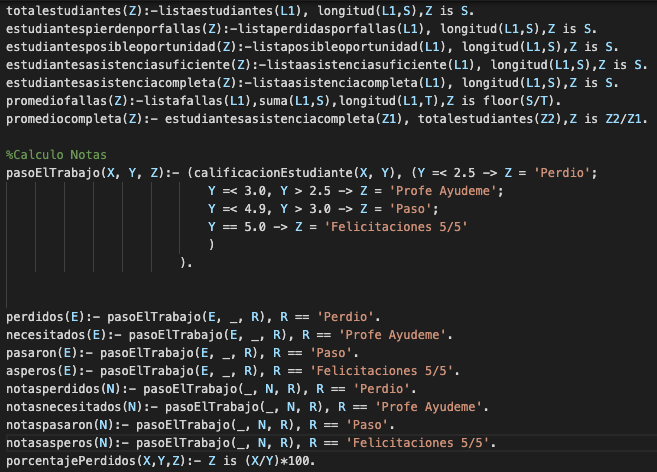 totalestudiantes(Z):-listaestudiantes(L1), longitud(L1,S),Z is S.
estudiantespierdenporfallas(Z):-listaperdidasporfallas(L1), longitud(L1,S),Z is S.
estudiantesposibleoportunidad(Z):-listaposibleoportunidad(L1), longitud(L1,S),Z is S.
estudiantesasistenciasuficiente(Z):-listaasistenciasuficiente(L1), longitud(L1,S),Z is S.
estudiantesasistenciacompleta(Z):-listaasistenciacompleta(L1), longitud(L1,S),Z is S.
promediofallas(Z):-listafallas(L1),suma(L1,S),longitud(L1,T),Z is floor(S/T).
promediocompleta(Z):- estudiantesasistenciacompleta(Z1), totalestudiantes(Z2),Z is Z2/Z1.
%Calculo Notas
pasoElTrabajo(X, Y, Z):- (calificacionEstudiante(X, Y), (Y =< 2.5 -> Z = 'Perdio';
Y =< 3.0, Y > 2.5 -> Z = 'Profe Ayudeme';
Y =< 4.9, Y > 3.0 -> Z = 'Paso';
Y == 5.0 -> Z = 'Felicitaciones 5/5'
)
).
perdidos(E):- pasoElTrabajo(E, _, R), R == 'Perdio'.
necesitados(E):- pasoElTrabajo(E, _, R), R == 'Profe Ayudeme'.
pasaron(E):- pasoElTrabajo(E, _, R), R == 'Paso'.
asperos(E):- pasoElTrabajo(E, _, R), R == 'Felicitaciones 5/5'.
notasperdidos(N):- pasoElTrabajo(_, N, R), R == 'Perdio'.
notasnecesitados(N):- pasoElTrabajo(_, N, R), R == 'Profe Ayudeme'.
notaspasaron(N):- pasoElTrabajo(_, N, R), R == 'Paso'.
notasasperos(N):- pasoElTrabajo(_, N, R), R == 'Felicitaciones 5/5'.
porcentajePerdidos(X,Y,Z):- Z is (X/Y)*100.